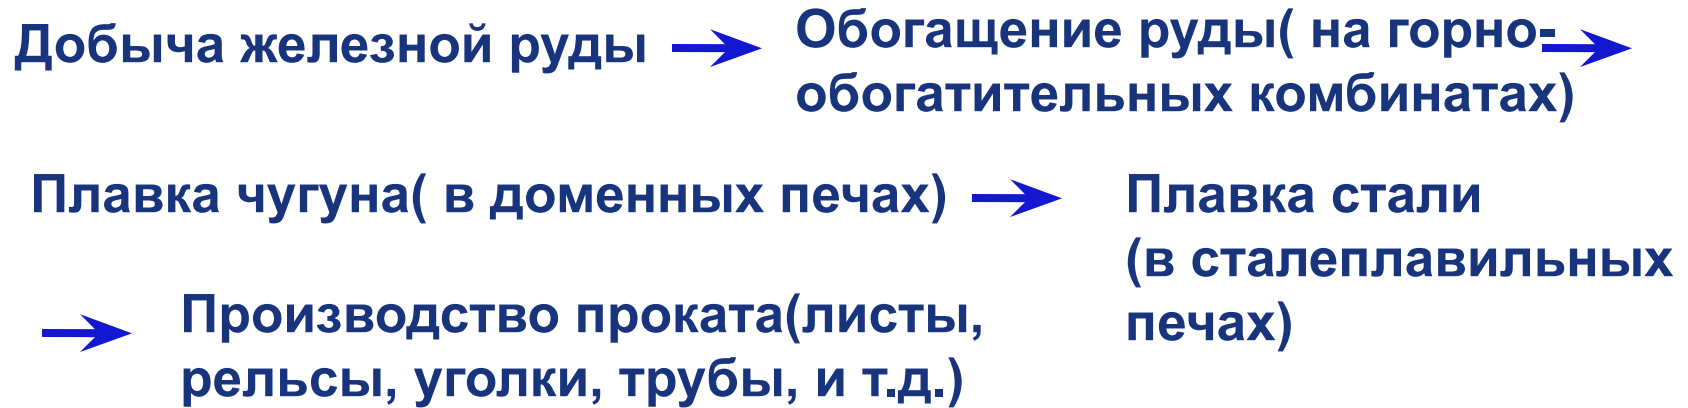 Добыча железной руды
Обогащение руды( на горно-
обогатительных комбинатах)
Плавка чугуна( в доменных печах)
Плавка стали
(в сталеплавильных
печах)
Производство проката(листы,
рельсы, уголки, трубы, и т.д.)